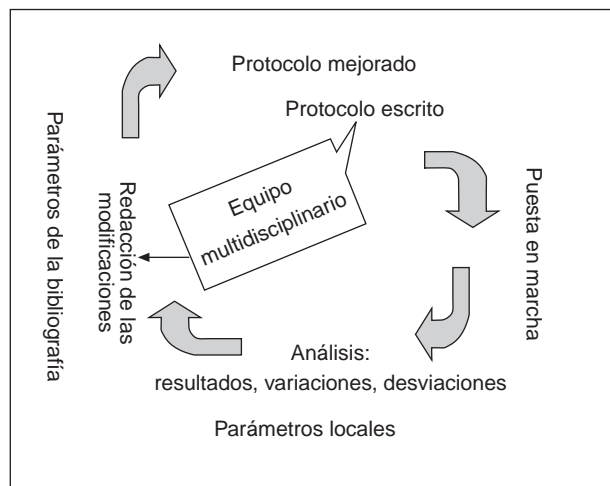 Protocolo mejorado
Protocolo escrito
Equipo
multidisciplinario
Puesta en marcha
Análisis:
resultados, variaciones, desviaciones
Parámetros locales
Redacción de las
modificaciones
Parámetros de la bibliografía